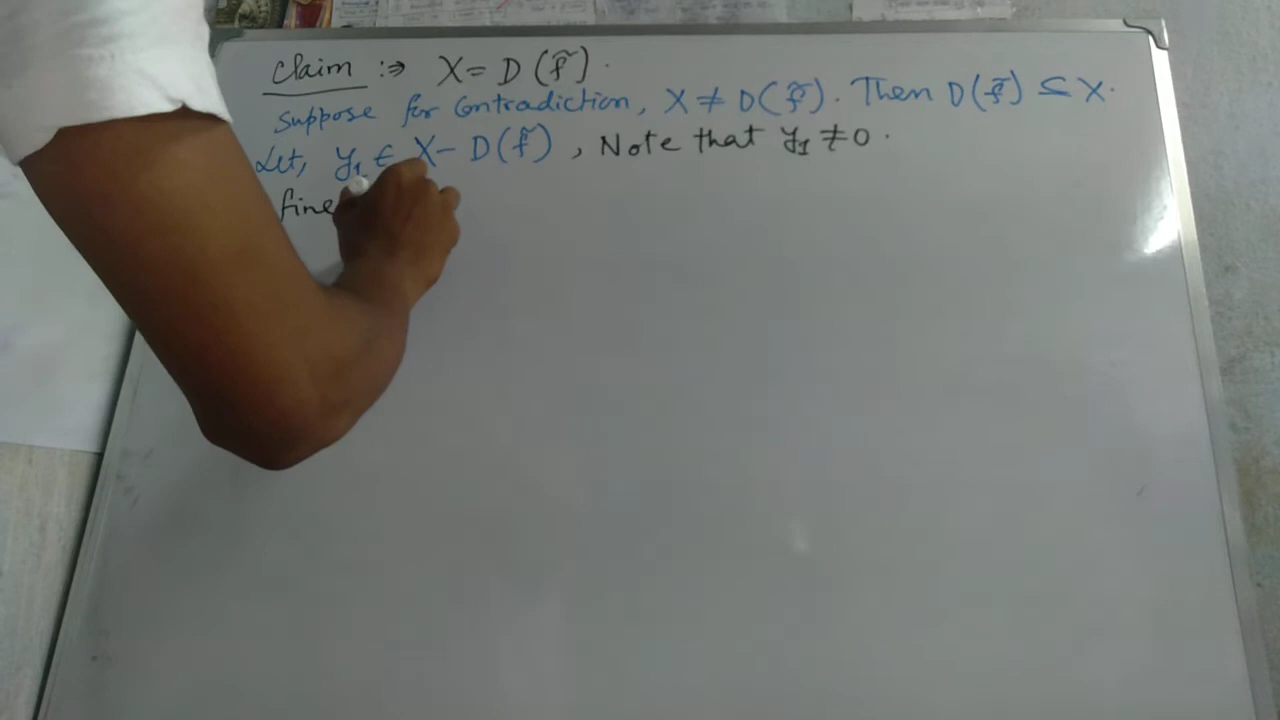 Claim :⇒ X = D(f̃).
suppose for Contradiction, X ≠ D(f̃). Then D(f̃) ⊆ X.
Let, y₁ ∈ X - D(f̃), Note that y₁ ≠ 0.
fine